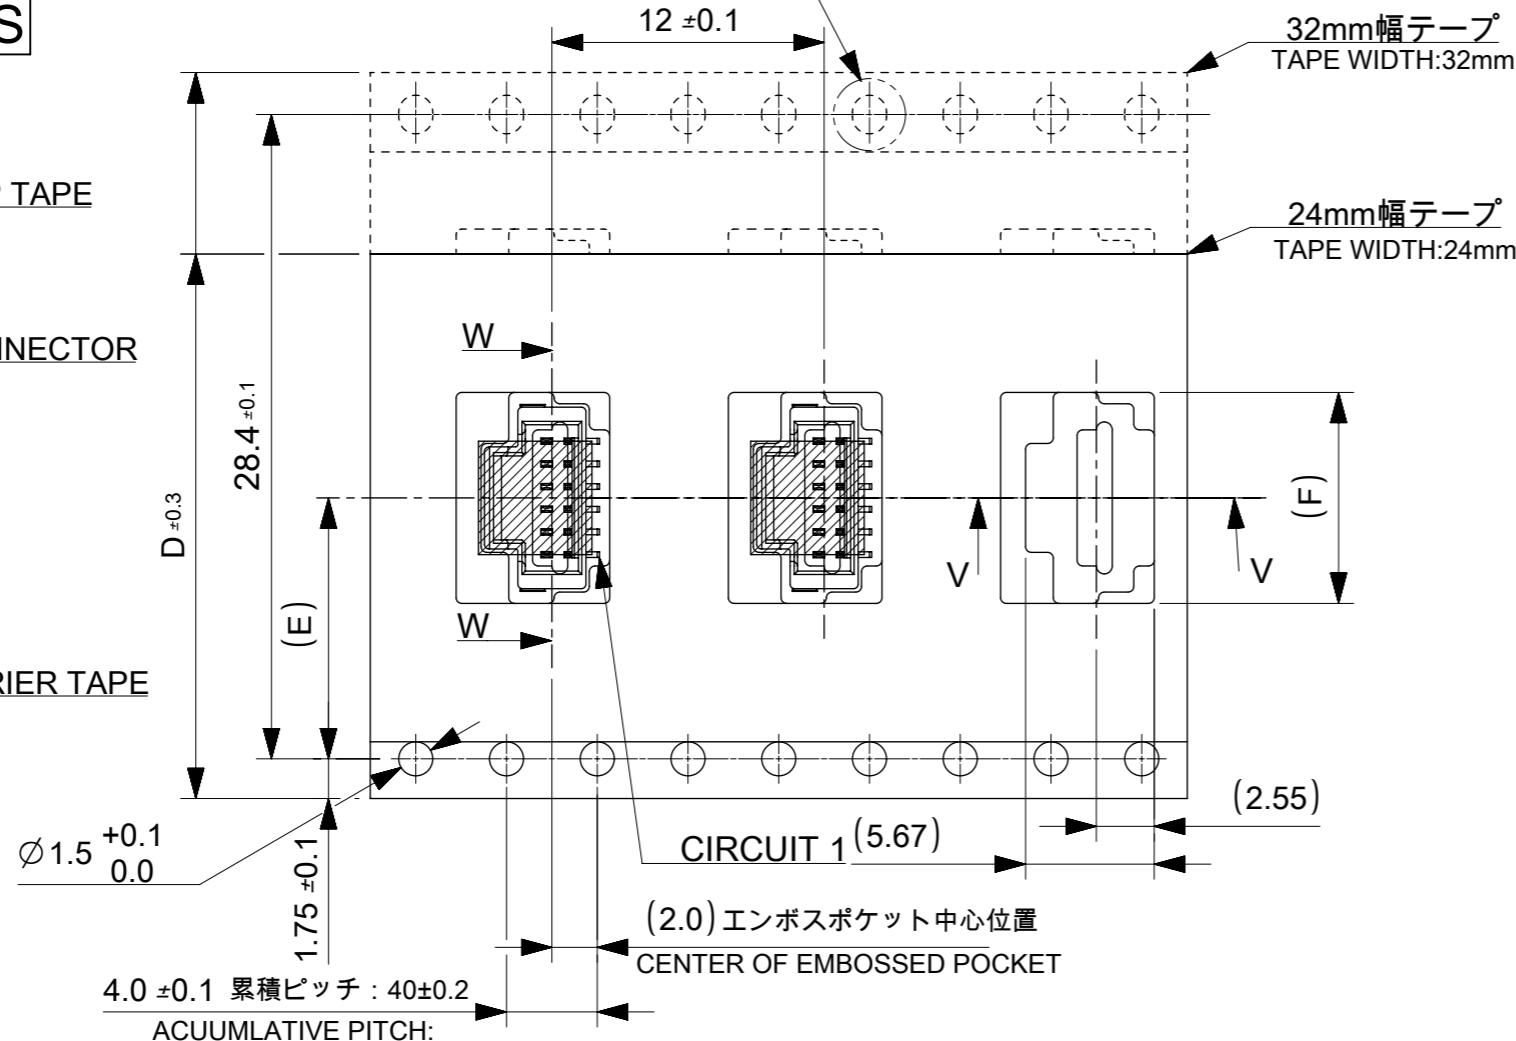 S
12 ±0.1
32mm幅テープ
TAPE WIDTH:32mm
TAPE
24mm幅テープ
TAPE WIDTH:24mm
W
28.4 ±0.1
D ±0.3
(E)
(F)
V
V
W
CIRCUIT 1
(5.67)
(2.55)
Ø1.5 +0.1
0.0
1.75 ±0.1
(2.0) エンボスポケット中心位置
CENTER OF EMBOSSED POCKET
4.0 ±0.1 累積ピッチ : 40±0.2
ACUUMLATIVE PITCH:
NNECTOR
RIER TAPE